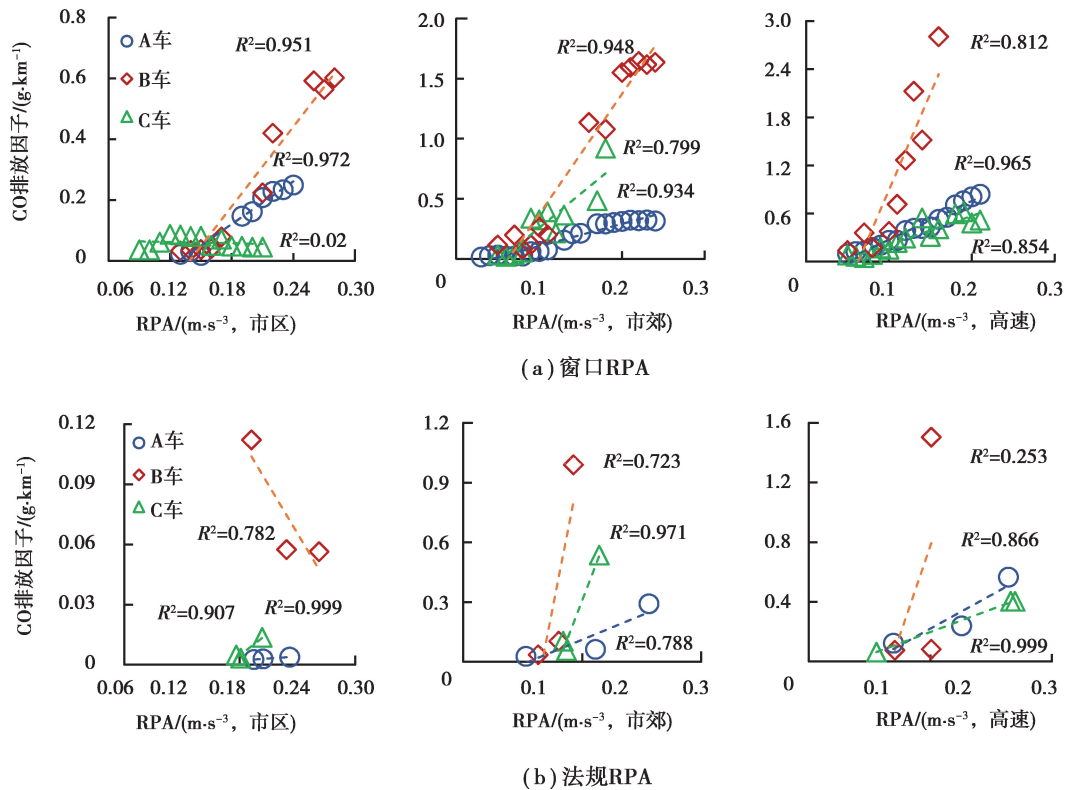 CO排放因子/(g·km⁻¹)
0.8
0.6
0.4
0.2
0
A车
B车
C车
R²=0.951
R²=0.972
R²=0.02
0.06 0.12 0.18 0.24 0.30
RPA/(m·s⁻³, 市区)
2.0
1.5
1.0
0.5
0
R²=0.948
R²=0.799
R²=0.934
0 0.1 0.2 0.3
RPA/(m·s⁻³, 市郊)
3.0
2.4
1.8
1.2
0.6
R²=0.812
R²=0.965
R²=0.854
0 0.1 0.2 0.3
RPA/(m·s⁻³, 高速)
(a)窗口RPA
CO排放因子/(g·km⁻¹)
0.12
0.09
0.06
0.03
0
A车
B车
C车
R²=0.782
R²=0.907
R²=0.999
0.06 0.12 0.18 0.24 0.30
RPA/(m·s⁻³, 市区)
1.2
0.9
0.6
0.3
R²=0.723
R²=0.971
R²=0.788
0 0.1 0.2 0.3
RPA/(m·s⁻³, 市郊)
1.6
1.2
0.8
0.4
R²=0.253
R²=0.866
R²=0.999
0 0.1 0.2 0.3
RPA/(m·s⁻³, 高速)
(b)法规RPA